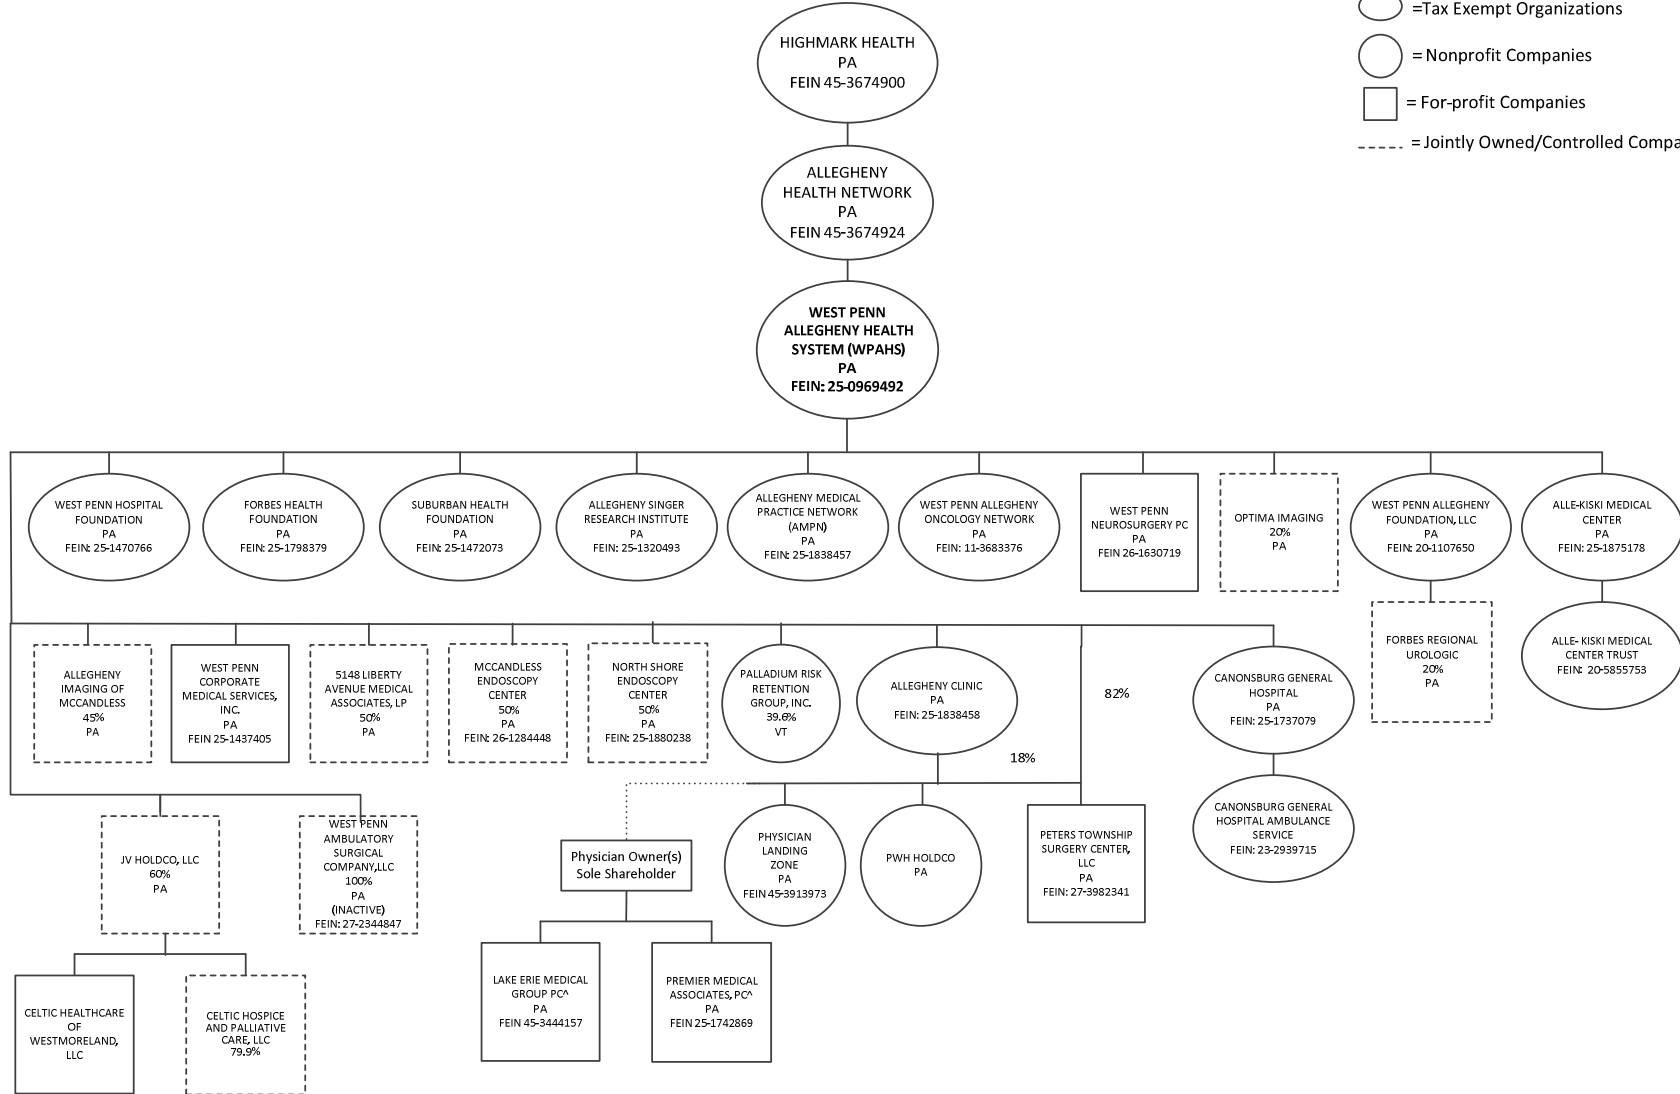 =Tax Exempt Organizations
= Nonprofit Companies
= For-profit Companies
= Jointly Owned/Controlled Compa
HIGHMARK HEALTH
PA
FEIN 45-3674900
ALLEGHENY
HEALTH NETWORK
PA
FEIN 45-3674924
WEST PENN
ALLEGHENY HEALTH
SYSTEM (WPAHS)
PA
FEIN: 25-0969492
WEST PENN HOSPITAL
FOUNDATION
PA
FEIN: 25-1470766
FORBES HEALTH
FOUNDATION
PA
FEIN: 25-1798379
SUBURBAN HEALTH
FOUNDATION
PA
FEIN: 25-1472073
ALLEGHENY SINGER
RESEARCH INSTITUTE
PA
FEIN: 25-1320493
ALLEGHENY MEDICAL
PRACTICE NETWORK
(AMPN)
PA
FEIN: 25-1838457
WEST PENN ALLEGHENY
ONCOLOGY NETWORK
PA
FEIN: 11-3683376
WEST PENN
NEUROSURGERY PC
PA
FEIN 26-1630719
OPTIMA IMAGING
20%
PA
WEST PENN ALLEGHENY
FOUNDATION, LLC
PA
FEIN: 20-1107650
ALLE-KISKI MEDICAL
CENTER
PA
FEIN: 25-1875178
FORBES REGIONAL
UROLOGIC
20%
PA
ALLE- KISKI MEDICAL
CENTER TRUST
FEIN: 20-5855753
ALLEGHENY
IMAGING OF
MCCANDLESS
45%
PA
WEST PENN
CORPORATE
MEDICAL SERVICES,
INC.
PA
FEIN 25-1437405
5148 LIBERTY
AVENUE MEDICAL
ASSOCIATES, LP
50%
PA
MCCANDLESS
ENDOSCOPY
CENTER
50%
PA
FEIN: 26-1284448
NORTH SHORE
ENDOSCOPY
CENTER
50%
PA
FEIN: 25-1880238
PALLADIUM RISK
RETENTION
GROUP, INC.
39.6%
VT
ALLEGHENY CLINIC
PA
FEIN: 25-1838458
82%
18%
CANONSBURG GENERAL
HOSPITAL
PA
FEIN: 25-1737079
CANONSBURG GENERAL
HOSPITAL AMBULANCE
SERVICE
FEIN: 23-2939715
JV HOLDCO, LLC
60%
PA
WEST PENN
AMBULATORY
SURGICAL
COMPANY,LLC
100%
PA
(INACTIVE)
FEIN: 27-2344847
Physician Owner(s)
Sole Shareholder
PHYSICIAN
LANDING
ZONE
PA
FEIN 45-3913973
PWH HOLDCO
PA
PETERS TOWNSHIP
SURGERY CENTER,
LLC
PA
FEIN: 27-3982341
CELTIC HEALTHCARE
OF
WESTMORELAND,
LLC
CELTIC HOSPICE
AND PALLIATIVE
CARE, LLC
79.9%
LAKE ERIE MEDICAL
GROUP PC^
PA
FEIN 45-3444157
PREMIER MEDICAL
ASSOCIATES, PC^
PA
FEIN 25-1742869